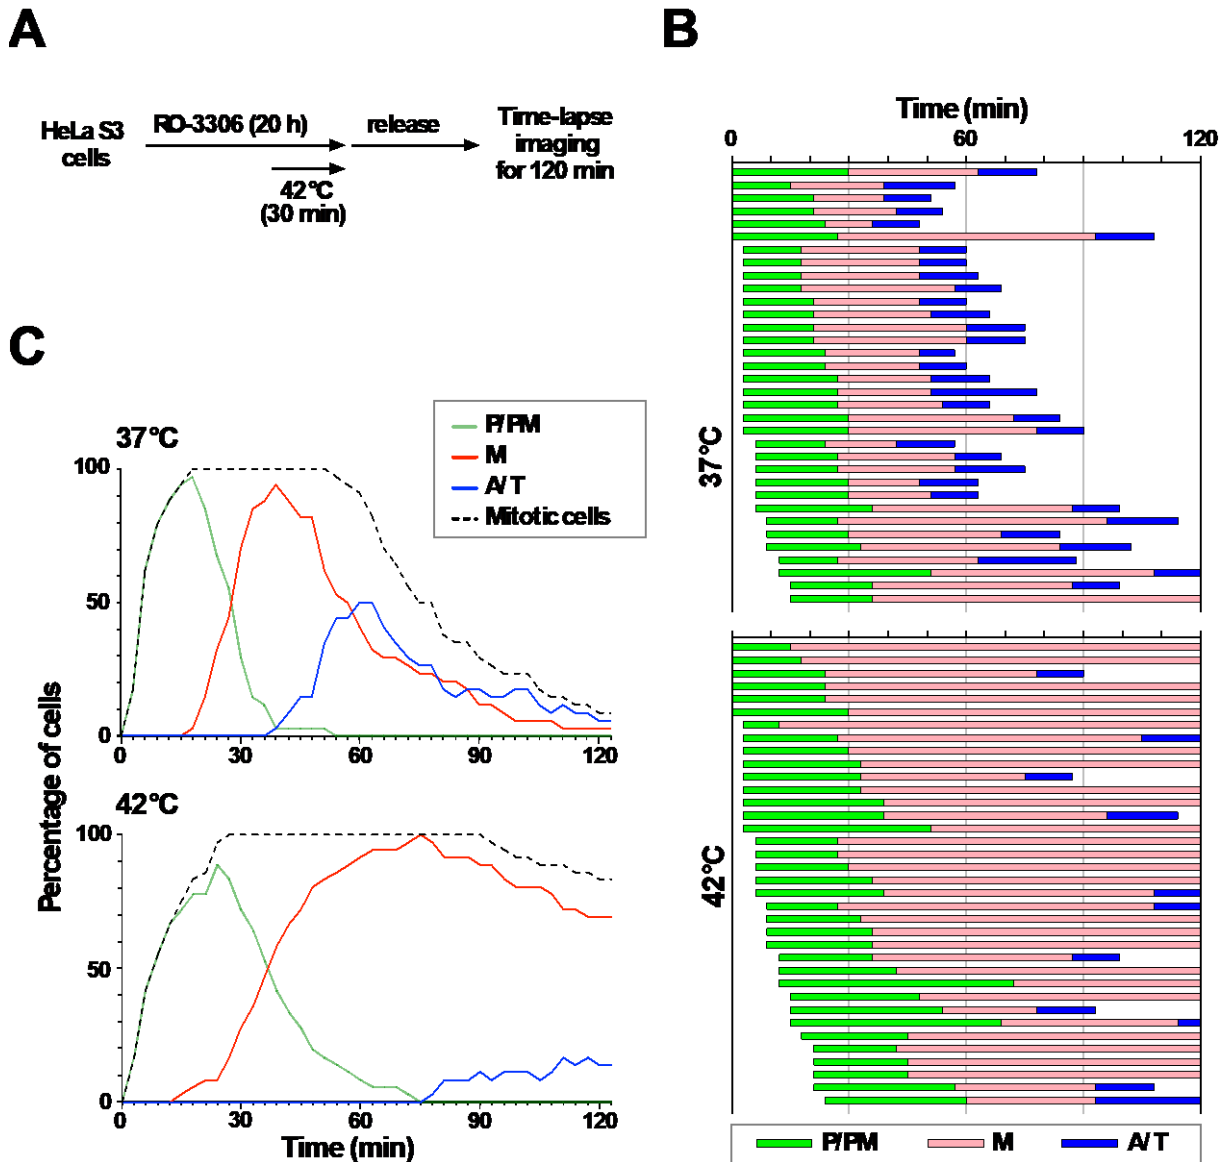 A
HeLa S3
cells
RO-3306 (20 h)
42°C
(30 min)
release
Time-lapse
imaging
for 120 min
B
Time (min)
0 60 120
37°C
42°C
P/PM M A/T
C
P/PM
M
A/T
Mitotic cells
37°C
100
50
0
0 30 60 90 120
42°C
100
50
0
0 30 60 90 120
Percentage of cells
Time (min)